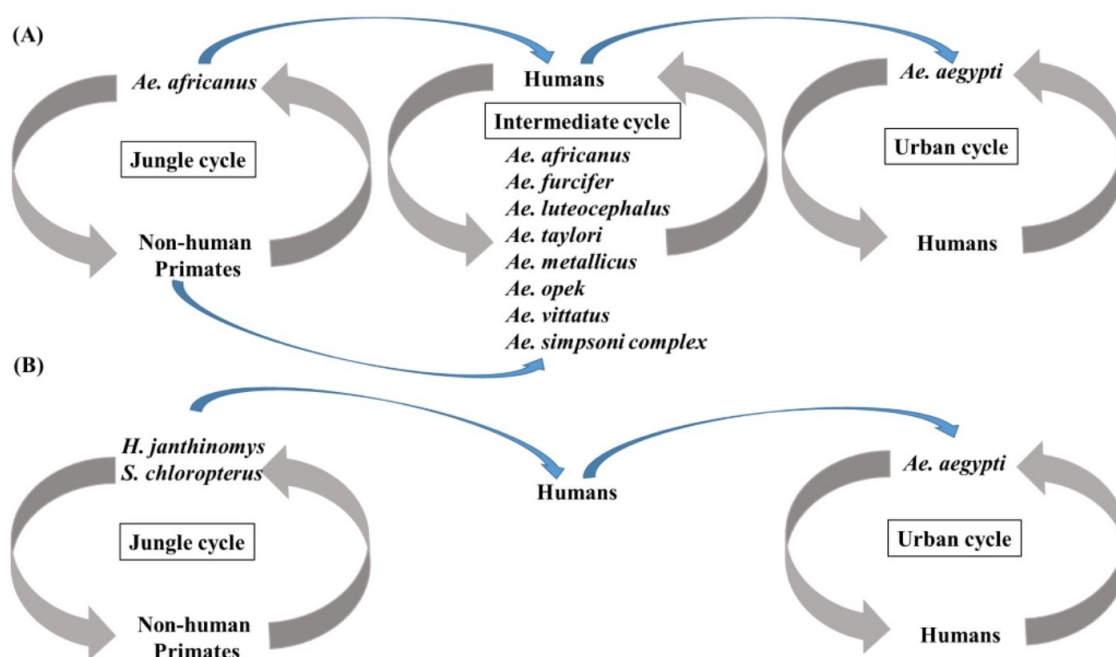 (A)
Ae. africanus
Jungle cycle
Non-human
Primates
Humans
Intermediate cycle
Ae. africanus
Ae. furcifer
Ae. luteocephalus
Ae. taylori
Ae. metallicus
Ae. opek
Ae. vittatus
Ae. simpsoni complex
Ae. aegypti
Urban cycle
Humans
(B)
H. janthinomys
S. chloropterus
Jungle cycle
Non-human
Primates
Humans
Ae. aegypti
Urban cycle
Humans